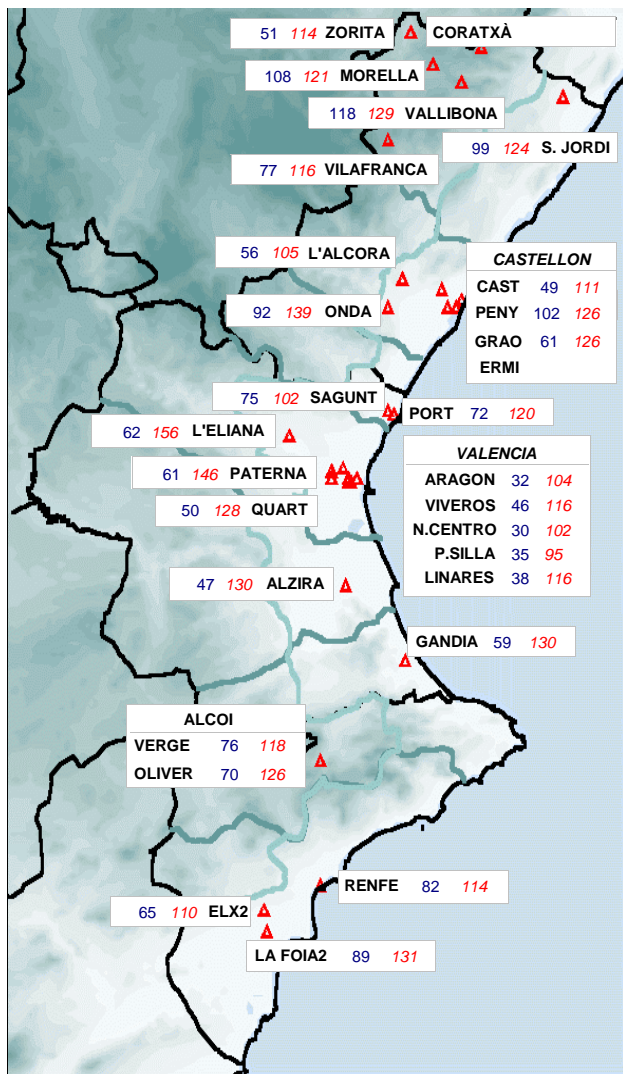 51 114 ZORITA
CORATXÀ
108 121 MORELLA
118 129 VALLIBONA
99 124 S. JORDI
77 116 VILAFRANCA
56 105 L'ALCORA
92 139 ONDA
CASTELLON
CAST 49 111
PENY 102 126
GRAO 61 126
ERMI
75 102 SAGUNT
PORT 72 120
62 156 L'ELIANA
61 146 PATERNA
50 128 QUART
VALENCIA
ARAGON 32 104
VIVEROS 46 116
N.CENTRO 30 102
P.SILLA 35 95
LINARES 38 116
47 130 ALZIRA
GANDIA 59 130
ALCOI
VERGE 76 118
OLIVER 70 126
RENFE 82 114
65 110 ELX2
LA FOIA2 89 131